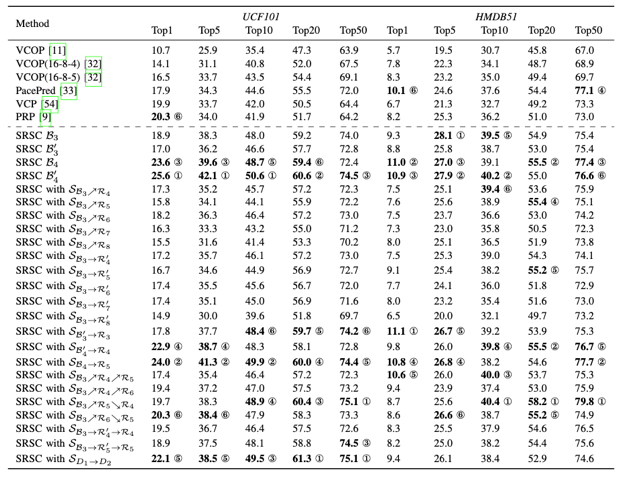 Method UCF101 HMDB51
Top1 Top5 Top10 Top20 Top50 Top1 Top5 Top10 Top20 Top50
VCOP [11] 10.7 25.9 35.4 47.3 63.9 5.7 19.5 30.7 45.8 67.0
VCOP(16-8-4) [32] 14.1 31.1 40.8 52.0 67.5 7.8 22.3 34.1 48.7 68.9
VCOP(16-8-5) [32] 16.5 33.7 43.5 54.4 69.1 8.3 23.2 35.0 49.4 69.7
PacePred [33] 17.9 34.3 44.6 55.5 72.0 10.1 ⑥ 24.6 37.6 54.4 77.1 ④
VCP [54] 19.9 33.7 42.0 50.5 64.4 6.7 21.3 32.7 49.2 73.3
PRP [9] 20.3 ⑥ 34.0 41.9 51.7 64.2 8.2 25.3 36.2 51.0 73.0
SRSC B₃ 18.9 38.3 48.0 59.2 74.0 9.3 28.1 ① 39.5 ⑤ 54.9 75.4
SRSC B′₃ 17.0 36.2 46.6 57.7 72.8 8.8 25.8 38.7 53.0 75.4
SRSC B₄ 23.6 ③ 39.6 ③ 48.7 ⑤ 59.4 ⑥ 72.4 11.0 ② 27.0 ③ 39.1 55.5 ② 77.4 ③
SRSC B′₄ 25.6 ① 42.1 ① 50.6 ① 60.6 ② 74.5 ③ 10.9 ③ 27.9 ② 40.2 ② 55.0 76.6 ⑥
SRSC with S B₃↗R₄ 17.3 35.2 45.7 57.2 72.3 7.5 25.1 39.4 ⑥ 53.6 75.9
SRSC with S B₃↗R₅ 15.8 34.1 44.1 55.9 72.2 7.6 25.6 38.9 55.4 ④ 75.1
SRSC with S B₃↗R₆ 18.2 36.3 46.4 57.2 73.0 7.5 23.7 36.6 53.0 74.2
SRSC with S B₃↗R₇ 16.3 33.3 43.2 55.0 71.2 7.3 23.0 35.8 50.5 72.3
SRSC with S B₃↗R₈ 15.5 31.6 41.4 53.3 70.2 8.0 25.1 36.5 51.9 73.8
SRSC with S B₃→R′₄ 17.2 35.7 46.1 57.2 73.0 7.5 25.3 39.0 54.3 74.1
SRSC with S B₃→R′₅ 16.7 34.6 44.9 56.9 72.7 9.1 25.4 38.2 55.2 ⑤ 75.7
SRSC with S B₃→R′₆ 17.4 35.5 45.6 56.7 72.0 7.7 24.1 36.0 51.8 72.9
SRSC with S B₃→R′₇ 17.4 35.1 45.0 56.9 71.6 8.0 23.2 35.4 51.6 73.0
SRSC with S B₃→R′₈ 14.9 30.0 39.6 51.8 69.7 6.5 20.0 32.1 49.7 73.2
SRSC with S B′₃→R₃ 17.8 37.7 48.4 ⑥ 59.7 ⑤ 74.2 ⑥ 11.1 ① 26.7 ⑤ 39.2 53.9 75.3
SRSC with S B′₄→R₄ 22.9 ④ 38.7 ④ 48.3 58.1 72.8 9.8 26.0 39.8 ④ 55.5 ② 76.7 ⑤
SRSC with S B₄→R₅ 24.0 ② 41.3 ② 49.9 ② 60.0 ④ 74.4 ⑤ 10.8 ④ 26.8 ④ 38.2 54.6 77.7 ②
SRSC with S B₃↗R₄↗R₅ 17.4 35.4 46.4 57.2 72.3 10.6 ⑤ 26.0 40.0 ③ 53.7 75.3
SRSC with S B₃↗R₄↗R₆ 19.4 37.2 47.0 57.5 73.2 9.4 23.9 37.4 53.0 75.9
SRSC with S B₃↗R₅↘R₄ 19.7 38.3 48.9 ④ 60.4 ③ 75.1 ① 8.7 25.6 40.4 ① 58.2 ① 79.8 ①
SRSC with S B₃↗R₆↘R₅ 20.3 ⑥ 38.4 ⑥ 47.9 58.3 73.3 8.6 26.6 ⑥ 38.7 55.2 ⑤ 74.9
SRSC with S B₃→R′₄→R₄ 19.5 36.7 46.4 57.5 72.6 8.3 25.5 37.9 54.6 76.5
SRSC with S B₃→R′₅→R₅ 18.9 37.5 48.1 58.8 74.5 ③ 8.2 25.0 38.2 54.4 75.6
SRSC with S D₁→D₂ 22.1 ⑤ 38.5 ⑤ 49.5 ③ 61.3 ① 75.1 ① 9.4 26.1 38.4 52.9 74.6